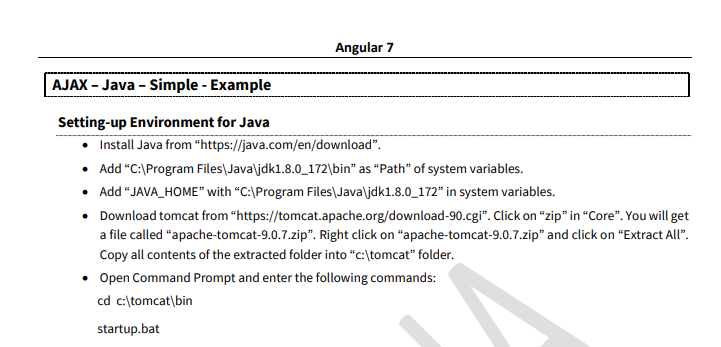 Angular 7
AJAX – Java – Simple - Example
Setting-up Environment for Java
• Install Java from “https://java.com/en/download”.
• Add “C:\Program Files\Java\jdk1.8.0_172\bin” as “Path” of system variables.
• Add “JAVA_HOME” with “C:\Program Files\Java\jdk1.8.0_172” in system variables.
• Download tomcat from “https://tomcat.apache.org/download-90.cgi”. Click on “zip” in “Core”. You will get
a file called “apache-tomcat-9.0.7.zip”. Right click on “apache-tomcat-9.0.7.zip” and click on “Extract All”.
Copy all contents of the extracted folder into “c:\tomcat” folder.
• Open Command Prompt and enter the following commands:
cd c:\tomcat\bin
startup.bat